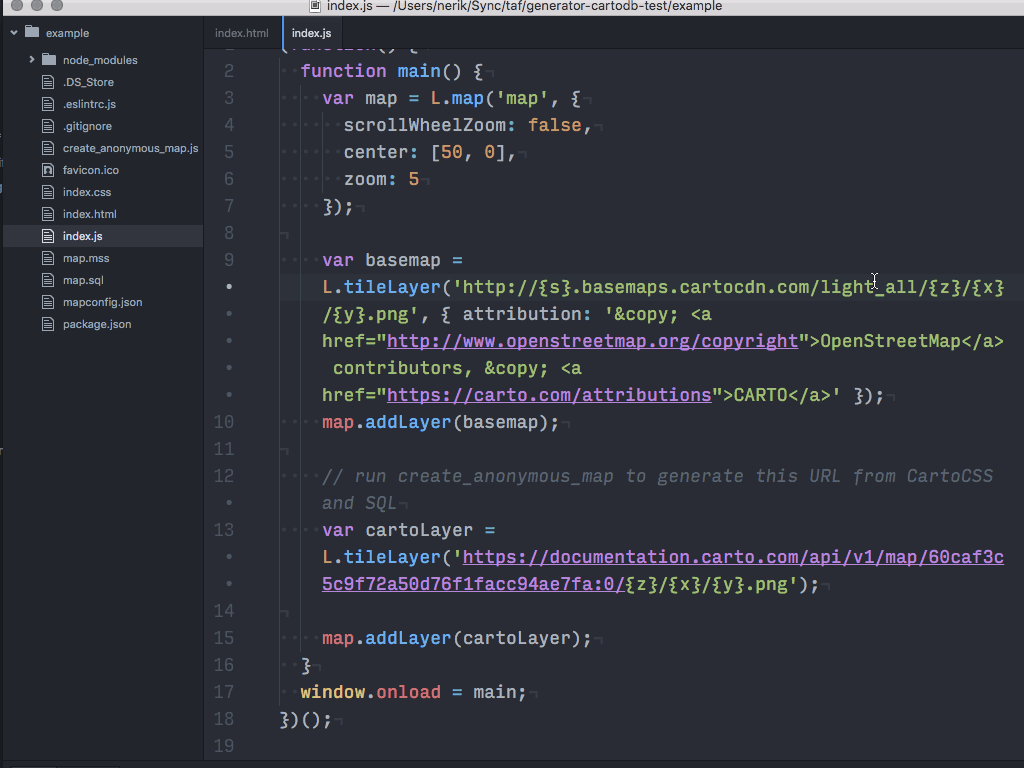 index.js — /Users/nerik/Sync/taf/generator-cartodb-test/example
example
node_modules
.DS_Store
.eslintrc.js
.gitignore
create_anonymous_map.js
favicon.ico
index.css
index.html
index.js
map.mss
map.sql
mapconfig.json
package.json
index.html
index.js
2 function main() {
3 var map = L.map('map', {
4 scrollWheelZoom: false,
5 center: [50, 0],
6 zoom: 5
7 });
8
9 var basemap =
L.tileLayer('http://{s}.basemaps.cartocdn.com/light_all/{z}/{x}
/{y}.png', { attribution: '&copy; <a
href="http://www.openstreetmap.org/copyright">OpenStreetMap</a>
contributors, &copy; <a
href="https://carto.com/attributions">CARTO</a>' });
10 map.addLayer(basemap);
11
12 // run create_anonymous_map to generate this URL from CartoCSS
and SQL
13 var cartoLayer =
L.tileLayer('https://documentation.carto.com/api/v1/map/60caf3c
5c9f72a50d76f1facc94ae7fa:0/{z}/{x}/{y}.png');
14
15 map.addLayer(cartoLayer);
16 }
17 window.onload = main;
18 })();
19